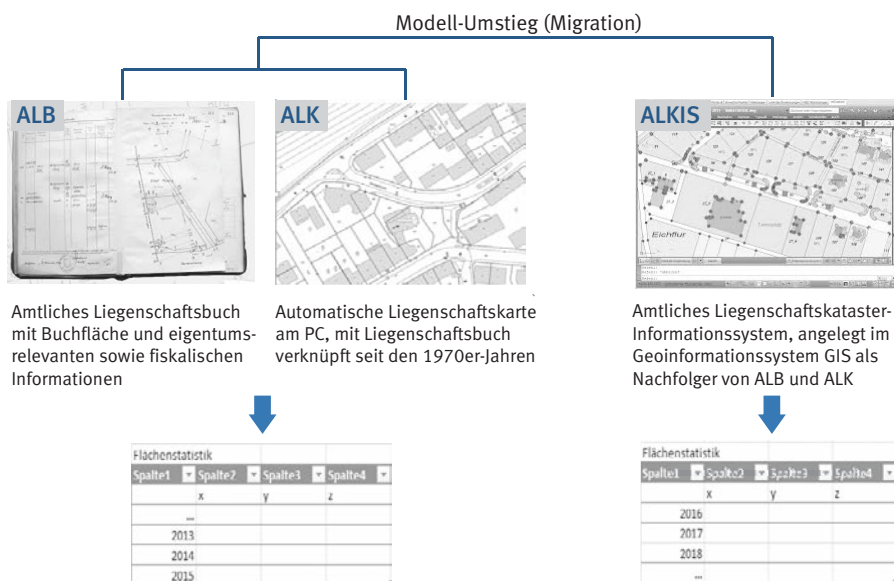 Modell-Umstieg (Migration)
ALB
ALK
ALKIS
Eichflur
Amtliches Liegenschaftsbuch
mit Buchfläche und eigentums-
relevanten sowie fiskalischen
Informationen
Automatische Liegenschaftskarte
am PC, mit Liegenschaftsbuch
verknüpft seit den 1970er-Jahren
Amtliches Liegenschaftskataster-
Informationssystem, angelegt im
Geoinformationssystem GIS als
Nachfolger von ALB und ALK
Flächenstatistik
Spalte1 Spalte2 Spalte3 Spalte4
x y z
...
2013
2014
2015
Flächenstatistik
Spalte1 Spalte2 Spalte3 Spalte4
x y z
2016
2017
2018
...